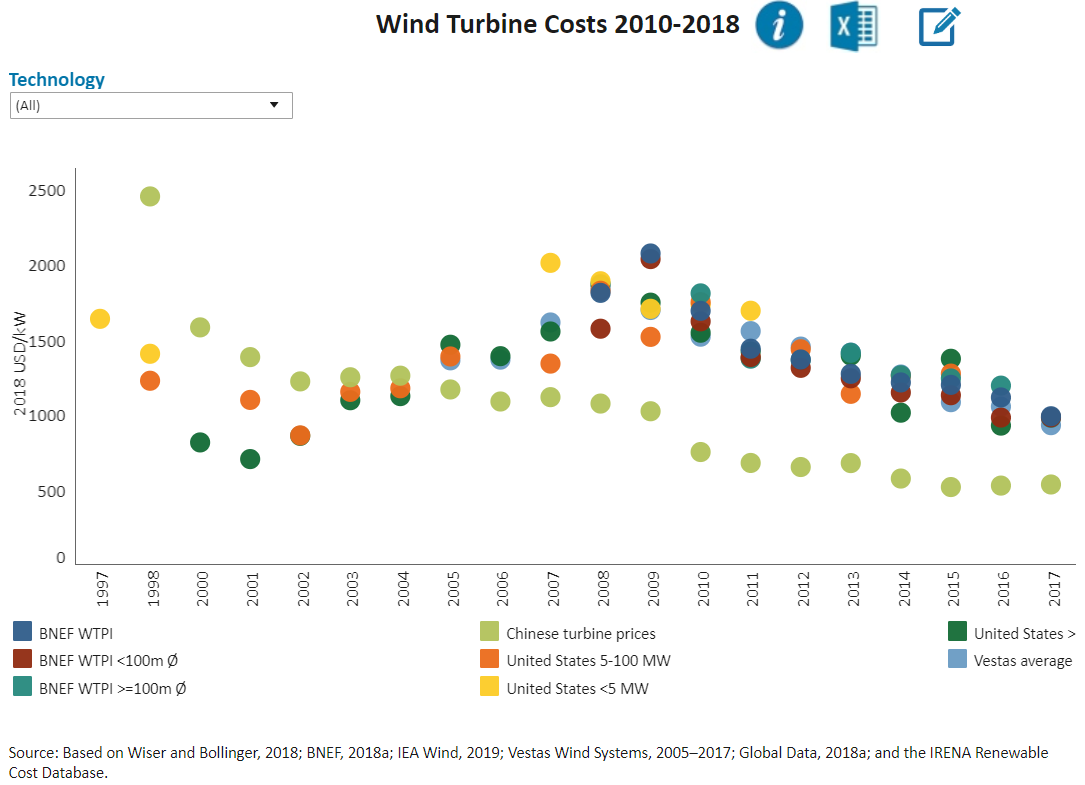 Wind Turbine Costs 2010-2018
Technology
(All)
2018 USD/kW
2500
2000
1500
1000
500
0
1997
1998
2000
2001
2002
2003
2004
2005
2006
2007
2008
2009
2010
2011
2012
2013
2014
2015
2016
2017
BNEF WTPI
BNEF WTPI <100m Ø
BNEF WTPI >=100m Ø
Chinese turbine prices
United States 5-100 MW
United States <5 MW
United States >
Vestas average
Source: Based on Wiser and Bollinger, 2018; BNEF, 2018a; IEA Wind, 2019; Vestas Wind Systems, 2005–2017; Global Data, 2018a; and the IRENA Renewable
Cost Database.